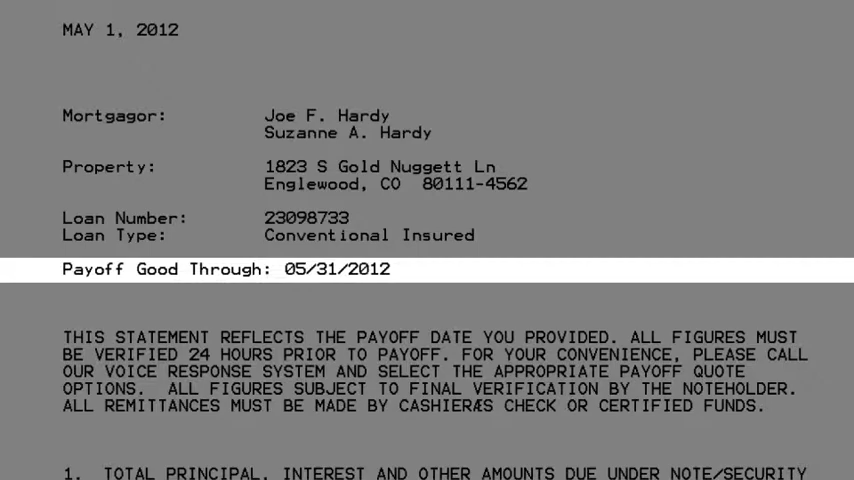 MAY 1, 2012
Mortgagor: Joe F. Hardy
Suzanne A. Hardy
Property: 1823 S Gold Nuggett Ln
Englewood, CO 80111-4562
Loan Number: 23098733
Loan Type: Conventional Insured
Payoff Good Through: 05/31/2012
THIS STATEMENT REFLECTS THE PAYOFF DATE YOU PROVIDED. ALL FIGURES MUST
BE VERIFIED 24 HOURS PRIOR TO PAYOFF. FOR YOUR CONVENIENCE, PLEASE CALL
OUR VOICE RESPONSE SYSTEM AND SELECT THE APPROPRIATE PAYOFF QUOTE
OPTIONS. ALL FIGURES SUBJECT TO FINAL VERIFICATION BY THE NOTEHOLDER.
ALL REMITTANCES MUST BE MADE BY CASHIERÆS CHECK OR CERTIFIED FUNDS.
1. TOTAL PRINCIPAL, INTEREST AND OTHER AMOUNTS DUE UNDER NOTE/SECURITY